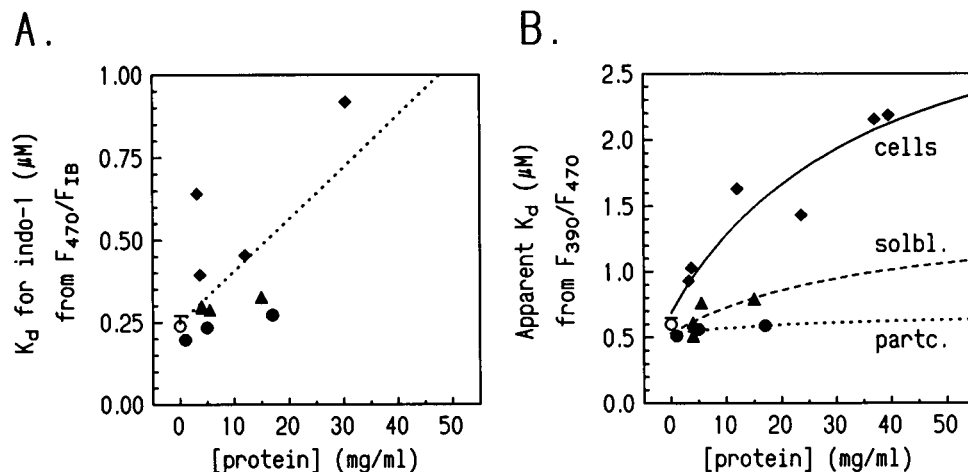 A.
K_d for indo-1 (μM)
from F_470/F_IB
1.00
0.75
0.50
0.25
0.00
0 10 20 30 40 50
[protein] (mg/ml)
B.
Apparent K_d (μM)
from F_390/F_470
2.5
2.0
1.5
1.0
0.5
0.0
cells
solbl.
partc.
0 10 20 30 40 50
[protein] (mg/ml)